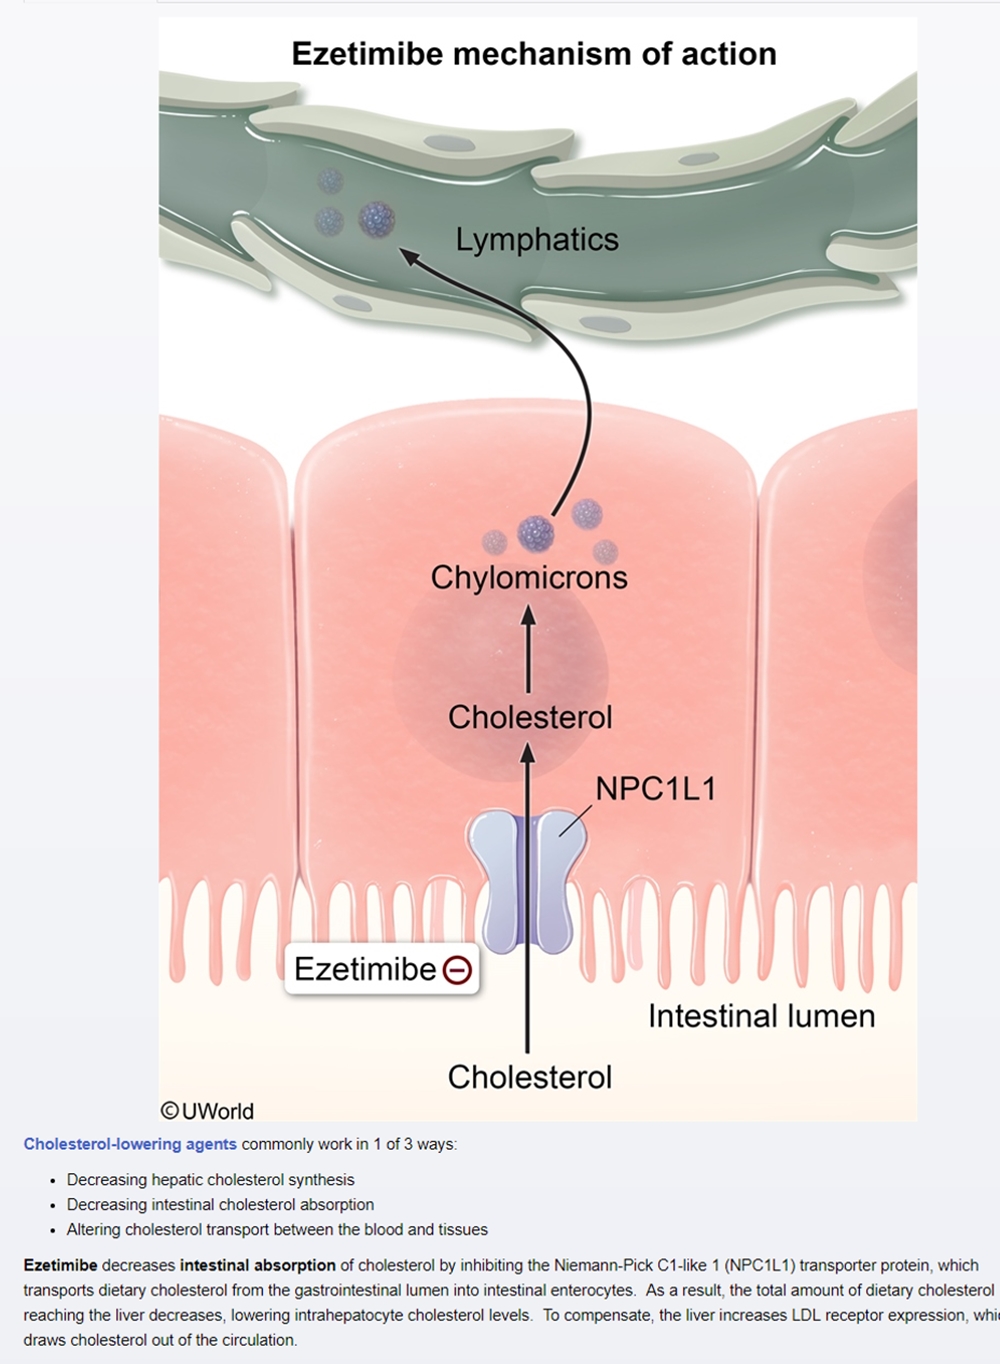 Ezetimibe mechanism of action
Lymphatics
Chylomicrons
Cholesterol
NPC1L1
Ezetimibe
Intestinal lumen
Cholesterol
©UWorld
Cholesterol-lowering agents commonly work in 1 of 3 ways:
• Decreasing hepatic cholesterol synthesis
• Decreasing intestinal cholesterol absorption
• Altering cholesterol transport between the blood and tissues
Ezetimibe decreases intestinal absorption of cholesterol by inhibiting the Niemann-Pick C1-like 1 (NPC1L1) transporter protein, which
transports dietary cholesterol from the gastrointestinal lumen into intestinal enterocytes. As a result, the total amount of dietary cholesterol
reaching the liver decreases, lowering intrahepatocyte cholesterol levels. To compensate, the liver increases LDL receptor expression,
draws cholesterol out of the circulation.